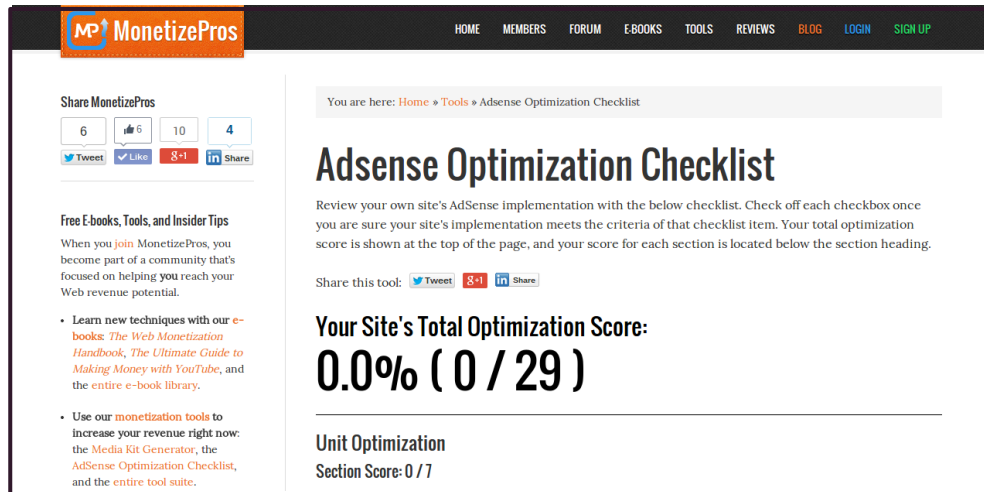 MP MonetizePros
HOME MEMBERS FORUM E-BOOKS TOOLS REVIEWS BLOG LOGIN SIGN UP
Share MonetizePros
6 6 10 4
Tweet Like g+1 in Share
Free E-books, Tools, and Insider Tips
When you join MonetizePros, you
become part of a community that's
focused on helping you reach your
Web revenue potential.
• Learn new techniques with our e-
books: The Web Monetization
Handbook, The Ultimate Guide to
Making Money with YouTube, and
the entire e-book library.
• Use our monetization tools to
increase your revenue right now:
the Media Kit Generator, the
AdSense Optimization Checklist,
and the entire tool suite.
You are here: Home » Tools » Adsense Optimization Checklist
Adsense Optimization Checklist
Review your own site's AdSense implementation with the below checklist. Check off each checkbox once
you are sure your site's implementation meets the criteria of that checklist item. Your total optimization
score is shown at the top of the page, and your score for each section is located below the section heading.
Share this tool: Tweet g+1 in Share
Your Site's Total Optimization Score:
0.0% ( 0 / 29 )
Unit Optimization
Section Score: 0 / 7